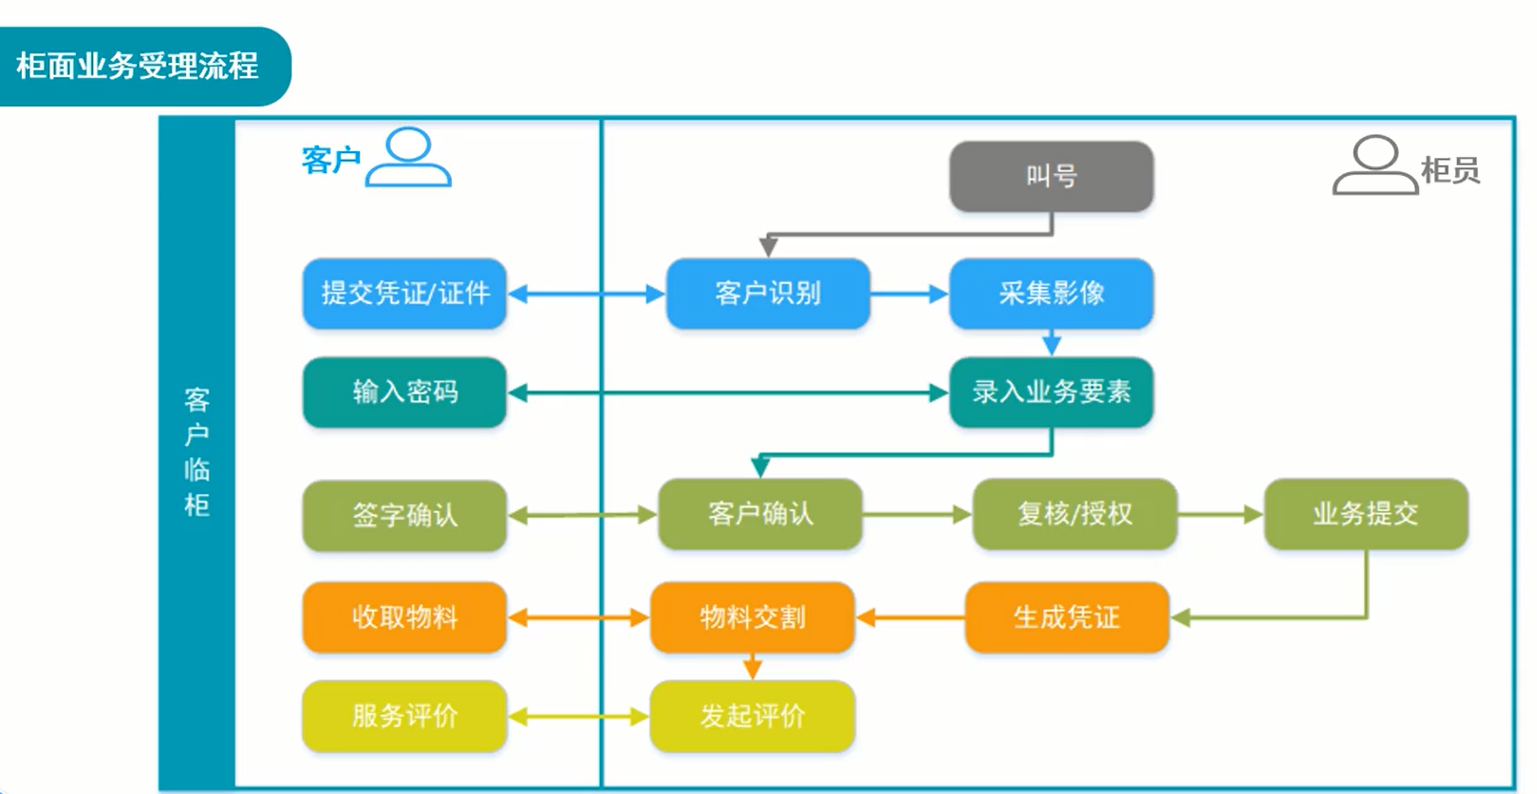 柜面业务受理流程
客户
柜员
叫号
提交凭证/证件
客户识别
采集影像
输入密码
录入业务要素
客户临柜
签字确认
客户确认
复核/授权
业务提交
收取物料
物料交割
生成凭证
服务评价
发起评价